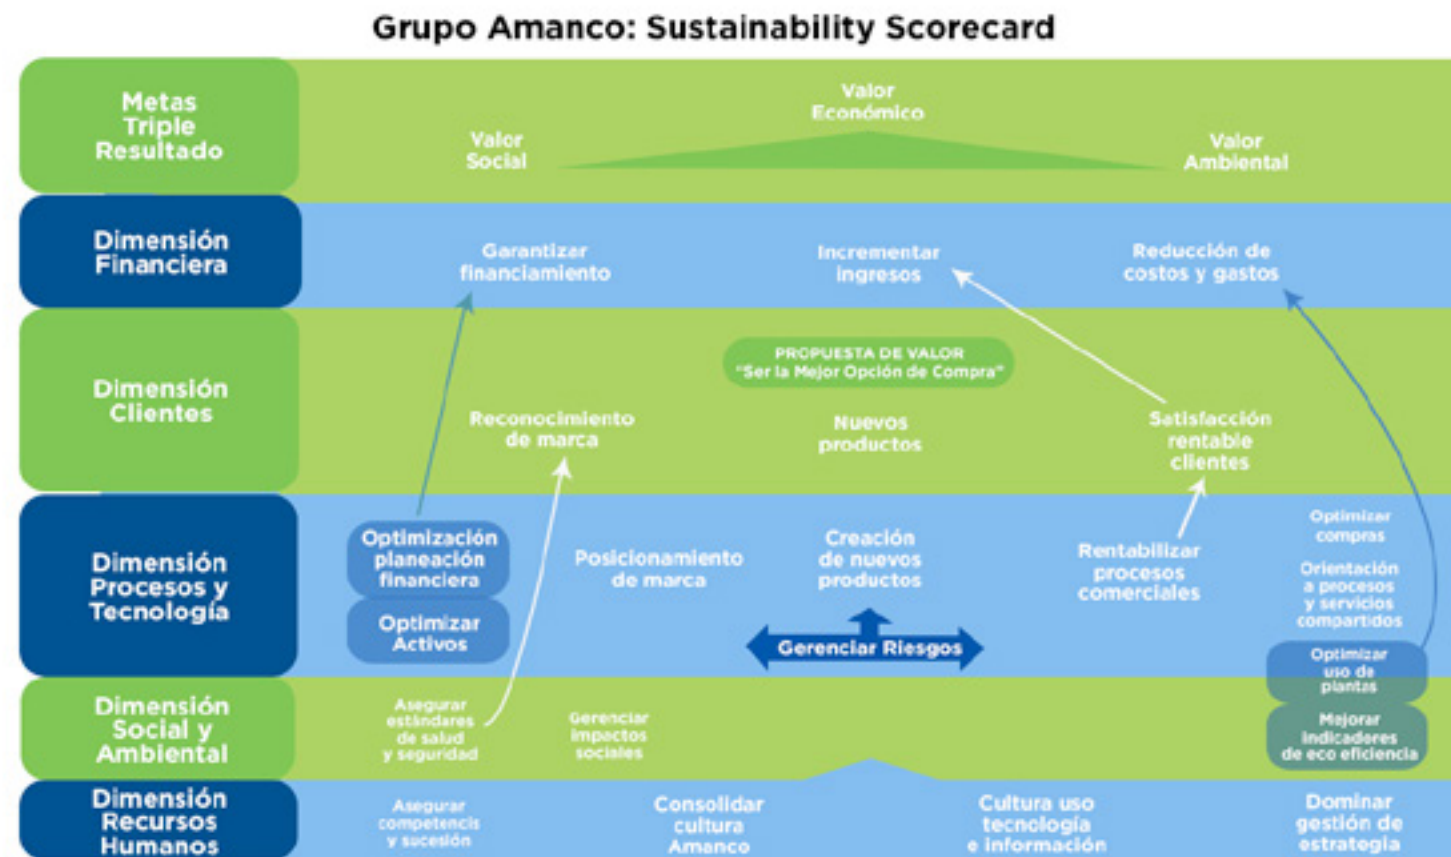 Grupo Amanco: Sustainability Scorecard
Metas
Triple
Resultado
Valor
Económico
Valor
Social
Valor
Ambiental
Dimensión
Financiera
Garantizar
financiamiento
Incrementar
ingresos
Reducción de
costos y gastos
Dimensión
Clientes
PROPUESTA DE VALOR
"Ser la Mejor Opción de Compra"
Reconocimiento
de marca
Nuevos
productos
Satisfacción
rentable
clientes
Dimensión
Procesos y
Tecnología
Optimización
planeación
financiera
Optimizar
Activos
Posicionamiento
de marca
Creación
de nuevos
productos
Gerenciar Riesgos
Rentabilizar
procesos
comerciales
Optimizar
compras
Orientación
a procesos
y servicios
compartidos
Optimizar
uso de
plantas
Dimensión
Social y
Ambiental
Asegurar
estándares
de salud
y seguridad
Gerenciar
impactos
sociales
Mejorar
indicadores
de eco eficiencia
Dimensión
Recursos
Humanos
Asegurar
competencis
y sucesión
Consolidar
cultura
Amanco
Cultura uso
tecnología
e información
Dominar
gestión de
estrategia